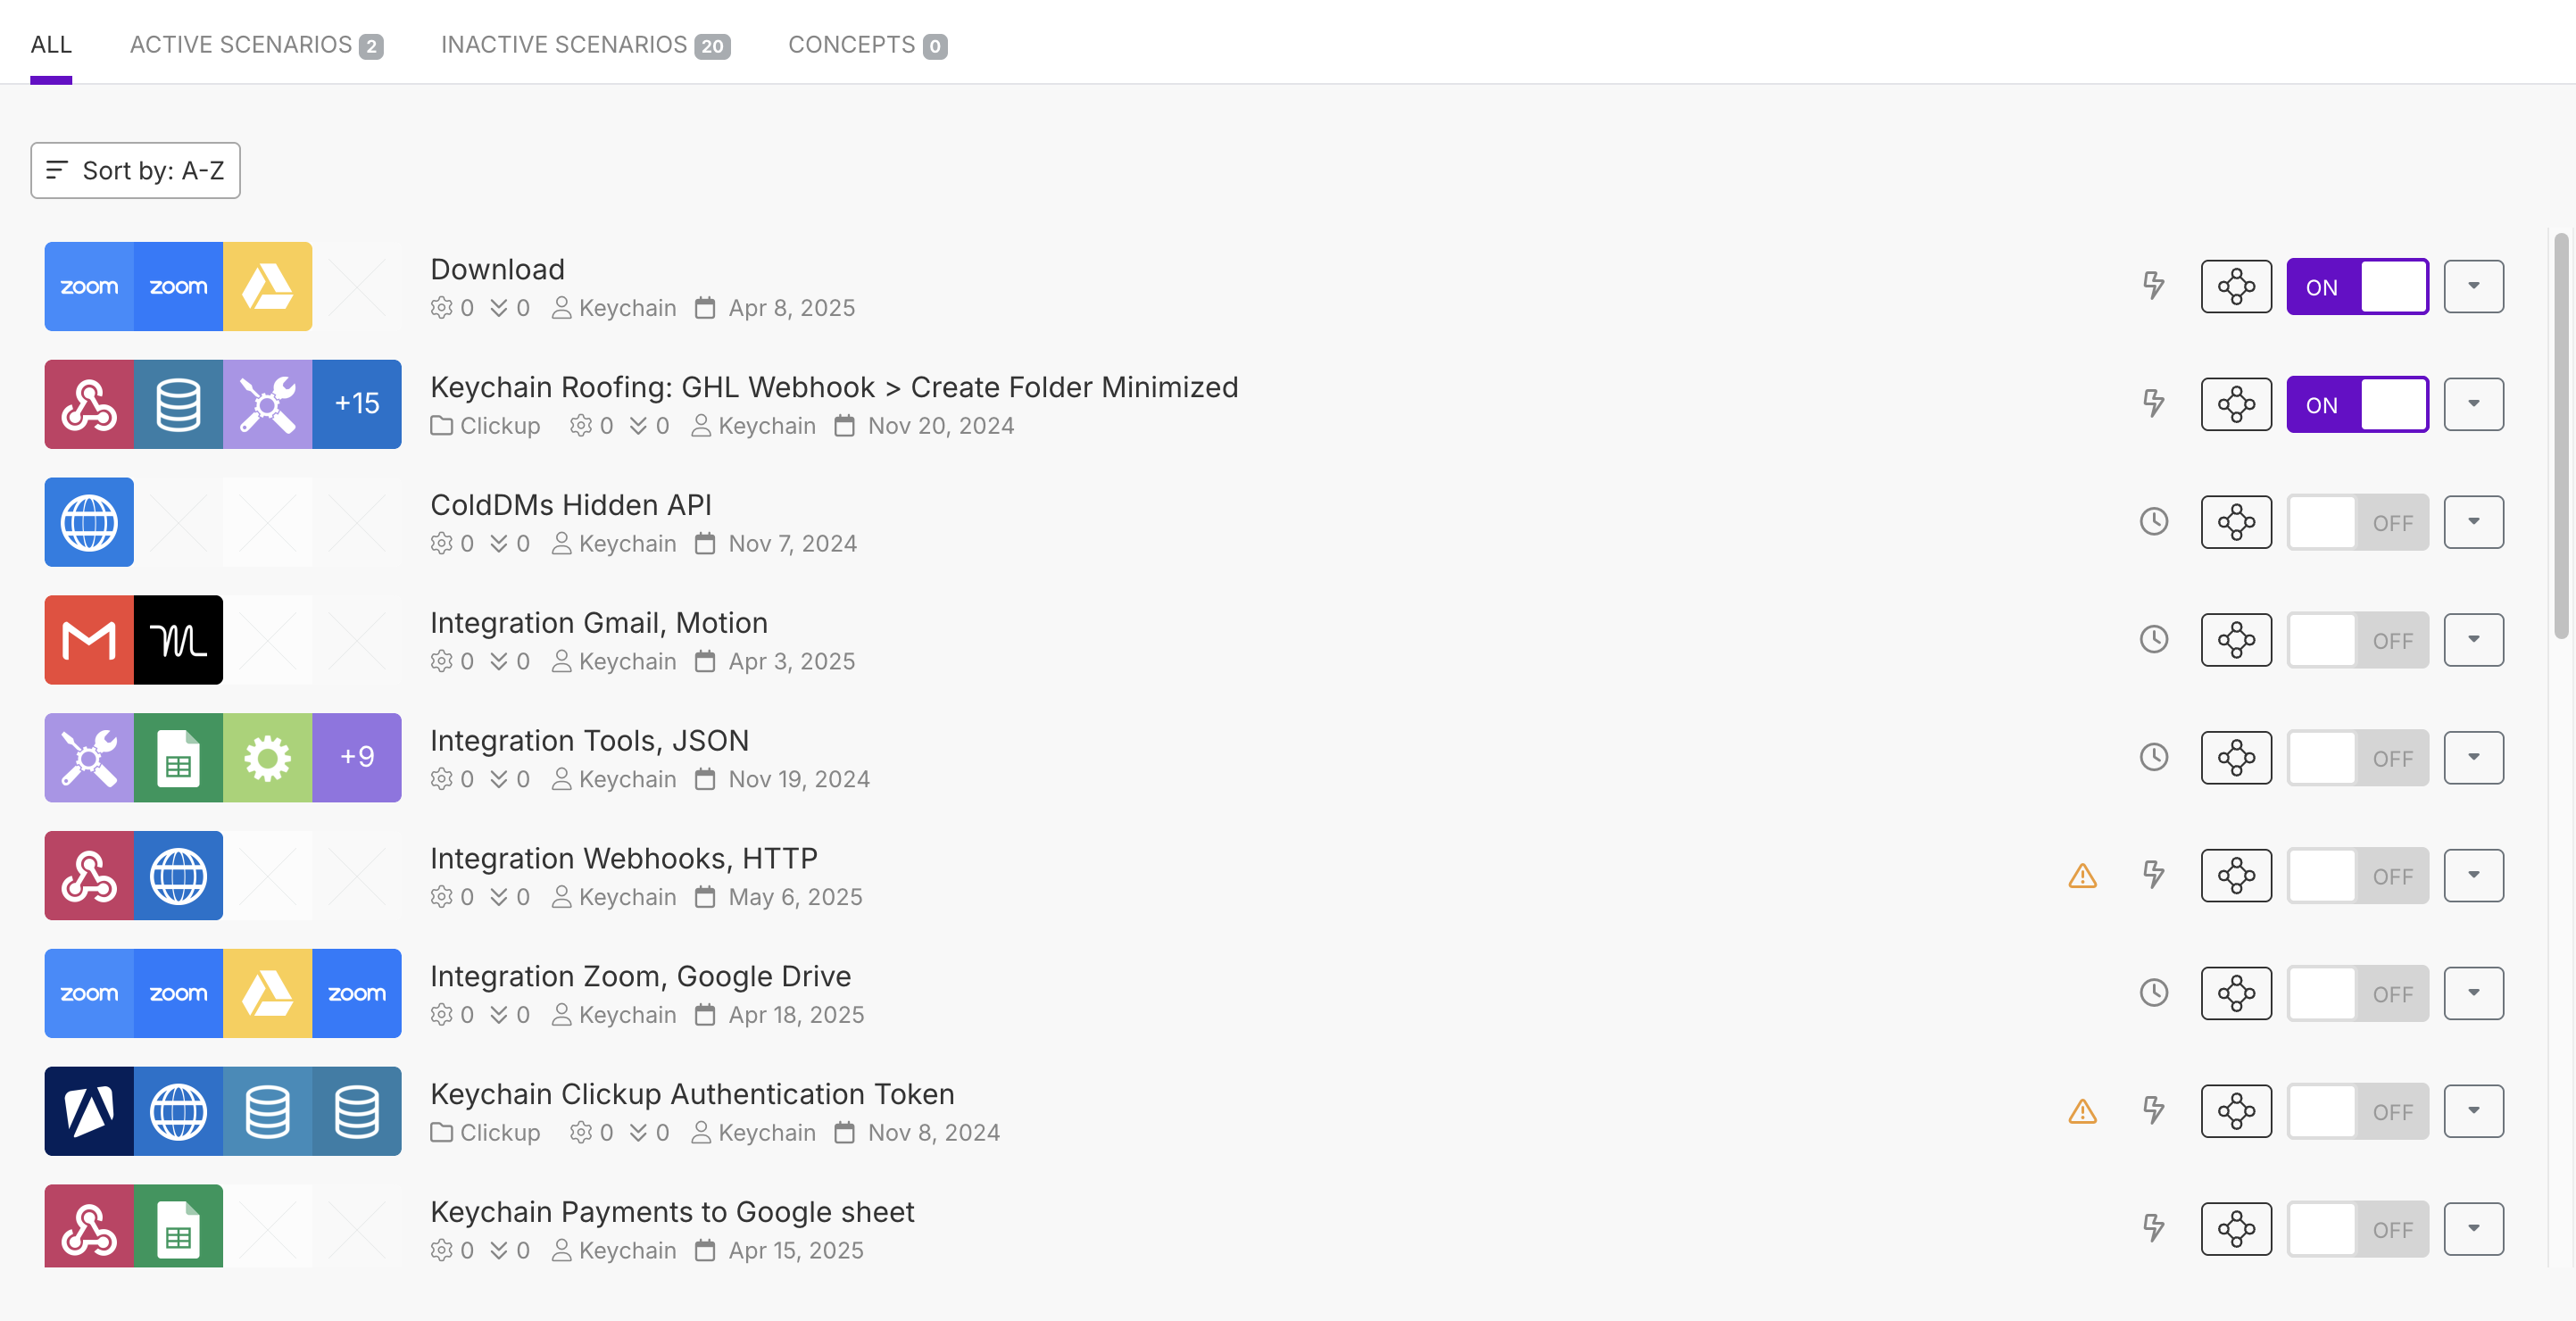 ALL ACTIVE SCENARIOS 2 INACTIVE SCENARIOS 20 CONCEPTS 0
Sort by: A-Z
zoom zoom
Download
0 0 Keychain Apr 8, 2025
ON
+15
Keychain Roofing: GHL Webhook > Create Folder Minimized
Clickup 0 0 Keychain Nov 20, 2024
ON
ColdDMs Hidden API
0 0 Keychain Nov 7, 2024
OFF
Integration Gmail, Motion
0 0 Keychain Apr 3, 2025
OFF
+9
Integration Tools, JSON
0 0 Keychain Nov 19, 2024
OFF
Integration Webhooks, HTTP
0 0 Keychain May 6, 2025
OFF
zoom zoom zoom
Integration Zoom, Google Drive
0 0 Keychain Apr 18, 2025
OFF
Keychain Clickup Authentication Token
Clickup 0 0 Keychain Nov 8, 2024
OFF
Keychain Payments to Google sheet
0 0 Keychain Apr 15, 2025
OFF